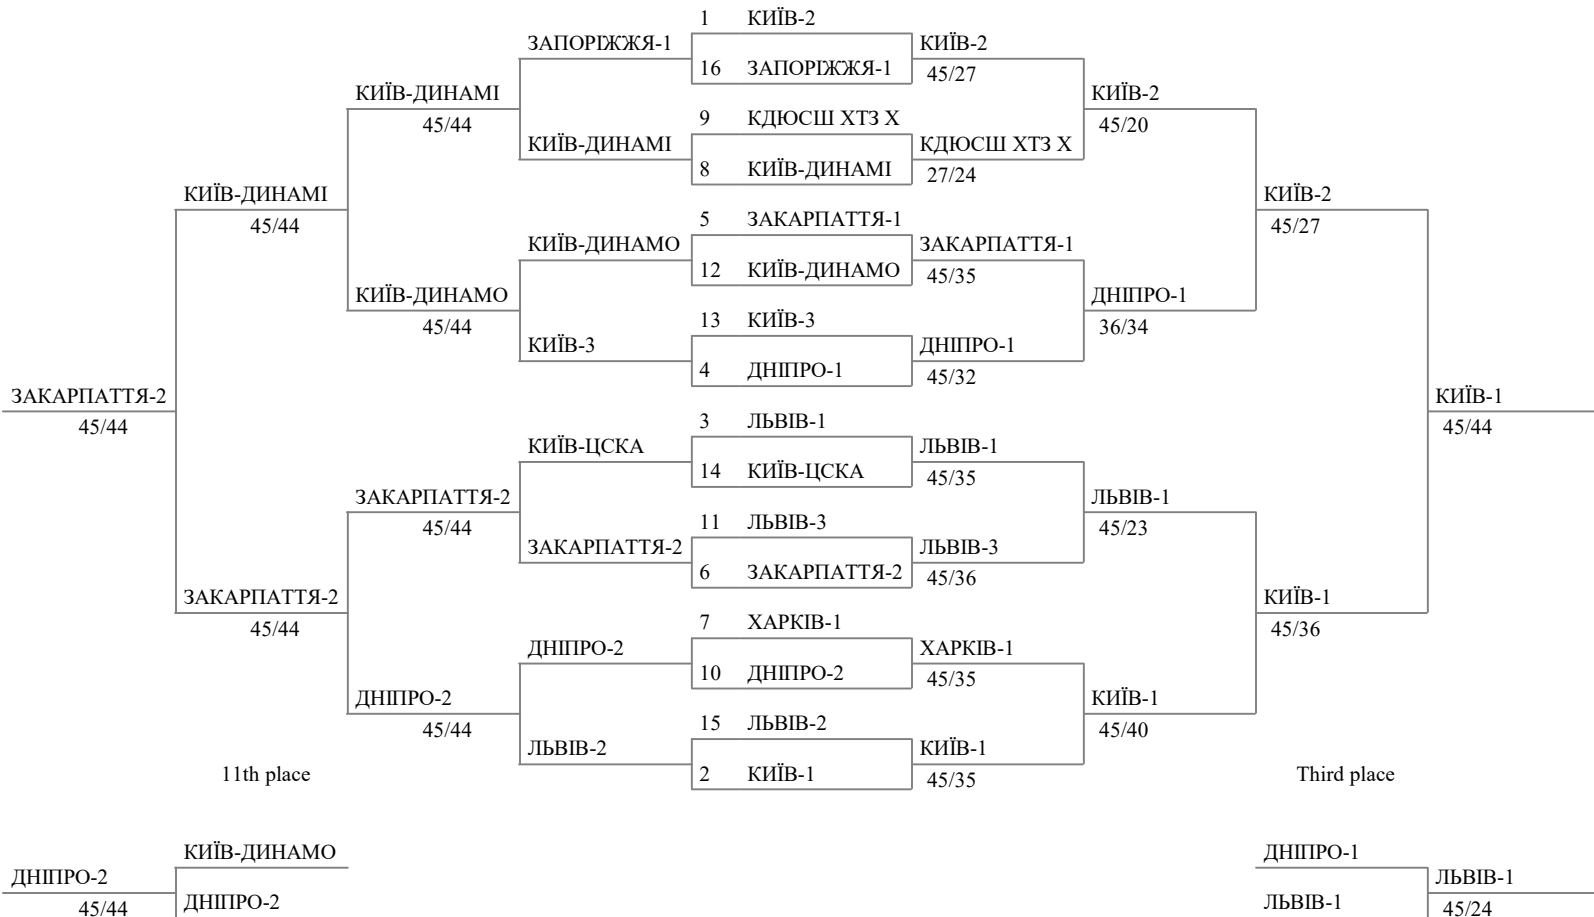 1 КИЇВ-2
ЗАПОРІЖЖЯ-1 КИЇВ-2
16 ЗАПОРІЖЖЯ-1 45/27
КИЇВ-ДИНАМІ КИЇВ-2
45/44 9 КДЮСШ ХТЗ Х 45/20
КИЇВ-ДИНАМІ КДЮСШ ХТЗ Х
8 КИЇВ-ДИНАМІ 27/24
КИЇВ-ДИНАМІ КИЇВ-2
45/44 5 ЗАКАРПАТТЯ-1 45/27
КИЇВ-ДИНАМО ЗАКАРПАТТЯ-1
12 КИЇВ-ДИНАМО 45/35
КИЇВ-ДИНАМО ДНІПРО-1
45/44 13 КИЇВ-3 36/34
КИЇВ-3 ДНІПРО-1
4 ДНІПРО-1 45/32
ЗАКАРПАТТЯ-2 КИЇВ-1
45/44 3 ЛЬВІВ-1 45/44
КИЇВ-ЦСКА ЛЬВІВ-1
14 КИЇВ-ЦСКА 45/35
ЗАКАРПАТТЯ-2 ЛЬВІВ-1
45/44 11 ЛЬВІВ-3 45/23
ЗАКАРПАТТЯ-2 ЛЬВІВ-3
6 ЗАКАРПАТТЯ-2 45/36
ЗАКАРПАТТЯ-2 КИЇВ-1
45/44 7 ХАРКІВ-1 45/36
ДНІПРО-2 ХАРКІВ-1
10 ДНІПРО-2 45/35
ДНІПРО-2 КИЇВ-1
45/44 15 ЛЬВІВ-2 45/40
ЛЬВІВ-2 КИЇВ-1
11th place 2 КИЇВ-1 45/35 Third place
КИЇВ-ДИНАМО ДНІПРО-1
ДНІПРО-2 ЛЬВІВ-1
45/44 ДНІПРО-2 ЛЬВІВ-1 45/24